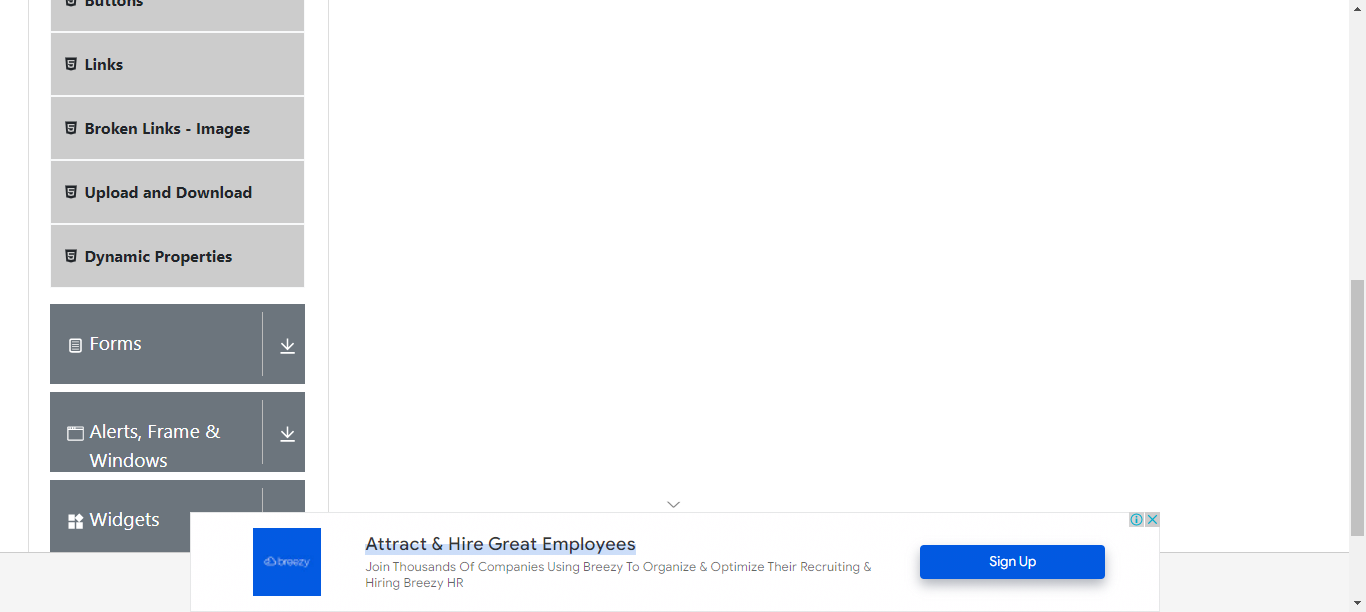 Buttons
Links
Broken Links - Images
Upload and Download
Dynamic Properties
Forms
Alerts, Frame &
Windows
Widgets
breezy
Attract & Hire Great Employees
Join Thousands Of Companies Using Breezy To Organize & Optimize Their Recruiting &
Hiring Breezy HR
Sign Up